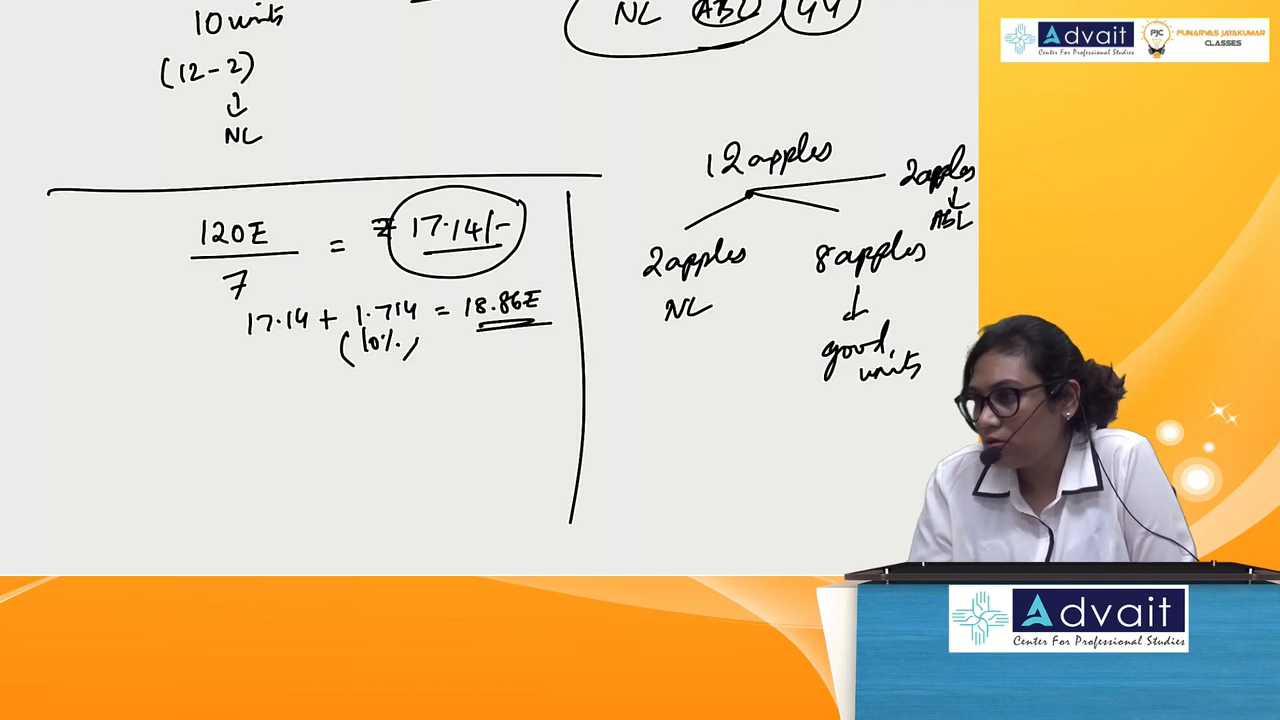 10 units
(12-2)
NL
NL ABL GU
Advait
Center For Professional Studies
PJC
PUNARVAS JAYAKUMAR
CLASSES
120E
7
= ₹ 17.14/-
17.14 + 1.714 = 18.86E
(10%)
12 apples
2 apples
ABL
2 apples
NL
8 apples
good
units
Advait
Center For Professional Studies